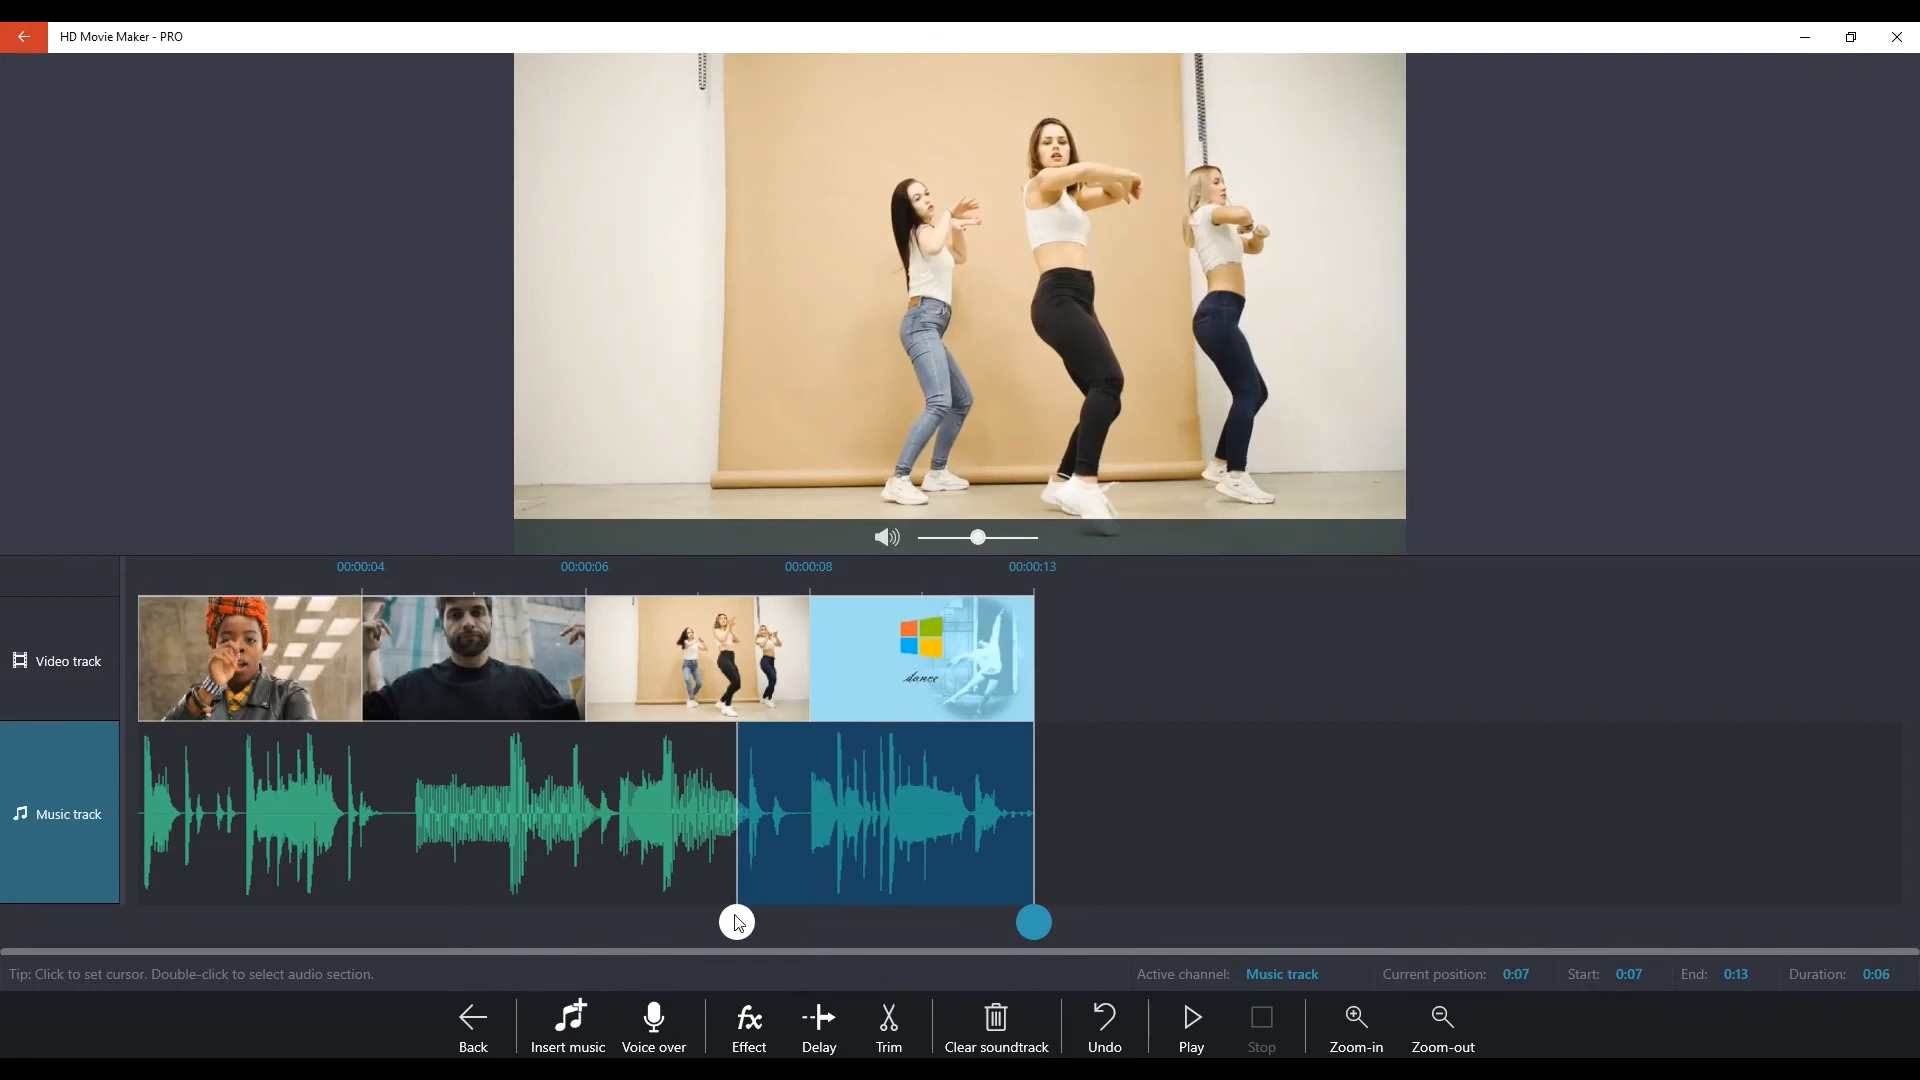 HD Movie Maker - PRO
00:00:04
00:00:06
00:00:08
00:00:13
Video track
dance
Music track
Tip: Click to set cursor. Double-click to select audio section.
Active channel: Music track
Current position: 0:07
Start: 0:07
End: 0:13
Duration: 0:06
Back
Insert music
Voice over
fx
Effect
Delay
Trim
Clear soundtrack
Undo
Play
Stop
Zoom-in
Zoom-out